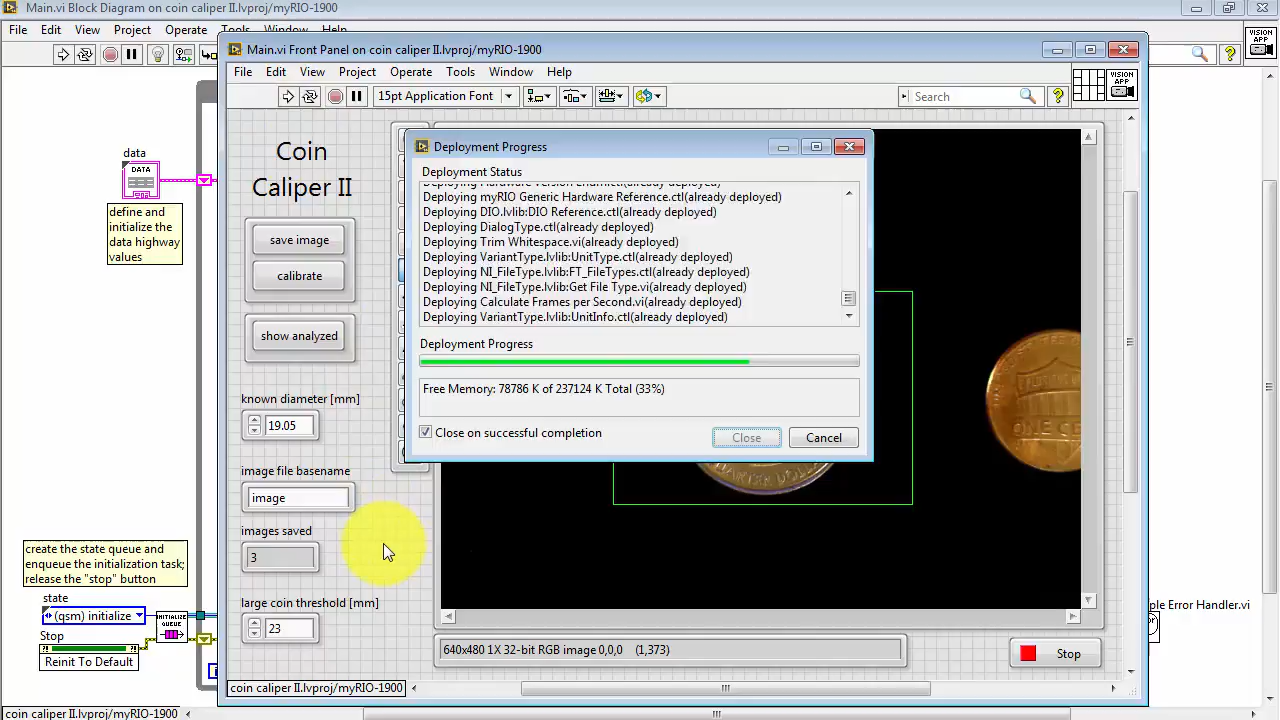 Main.vi Block Diagram on coin caliper II.lvproj/myRIO-1900
File Edit View Project Operate Tools Window Help
Main.vi Front Panel on coin caliper II.lvproj/myRIO-1900
File Edit View Project Operate Tools Window Help
15pt Application Font
Search
VISION
APP
VISION
APP
Coin
Caliper II
save image
calibrate
show analyzed
known diameter [mm]
19.05
image file basename
image
images saved
3
large coin threshold [mm]
23
Deployment Progress
Deployment Status
Deploying myRIO Generic Hardware Reference.ctl(already deployed)
Deploying DIO.lvlib:DIO Reference.ctl(already deployed)
Deploying DialogType.ctl(already deployed)
Deploying Trim Whitespace.vi(already deployed)
Deploying VariantType.lvlib:UnitType.ctl(already deployed)
Deploying NI_FileType.lvlib:FT_FileTypes.ctl(already deployed)
Deploying NI_FileType.lvlib:Get File Type.vi(already deployed)
Deploying Calculate Frames per Second.vi(already deployed)
Deploying VariantType.lvlib:UnitInfo.ctl(already deployed)
Deployment Progress
Free Memory: 78786 K of 237124 K Total (33%)
Close on successful completion
Close
Cancel
ONE CENT
640x480 1X 32-bit RGB image 0,0,0 (1,373)
Stop
coin caliper II.lvproj/myRIO-1900
data
DATA
define and
initialize the
data highway
values
create the state queue and
enqueue the initialization task;
release the "stop" button
state
(qsm) initialize
INITIALIZE
QUEUE
Stop
Reinit To Default
ple Error Handler.vi
coin caliper II.lvproj/myRIO-1900